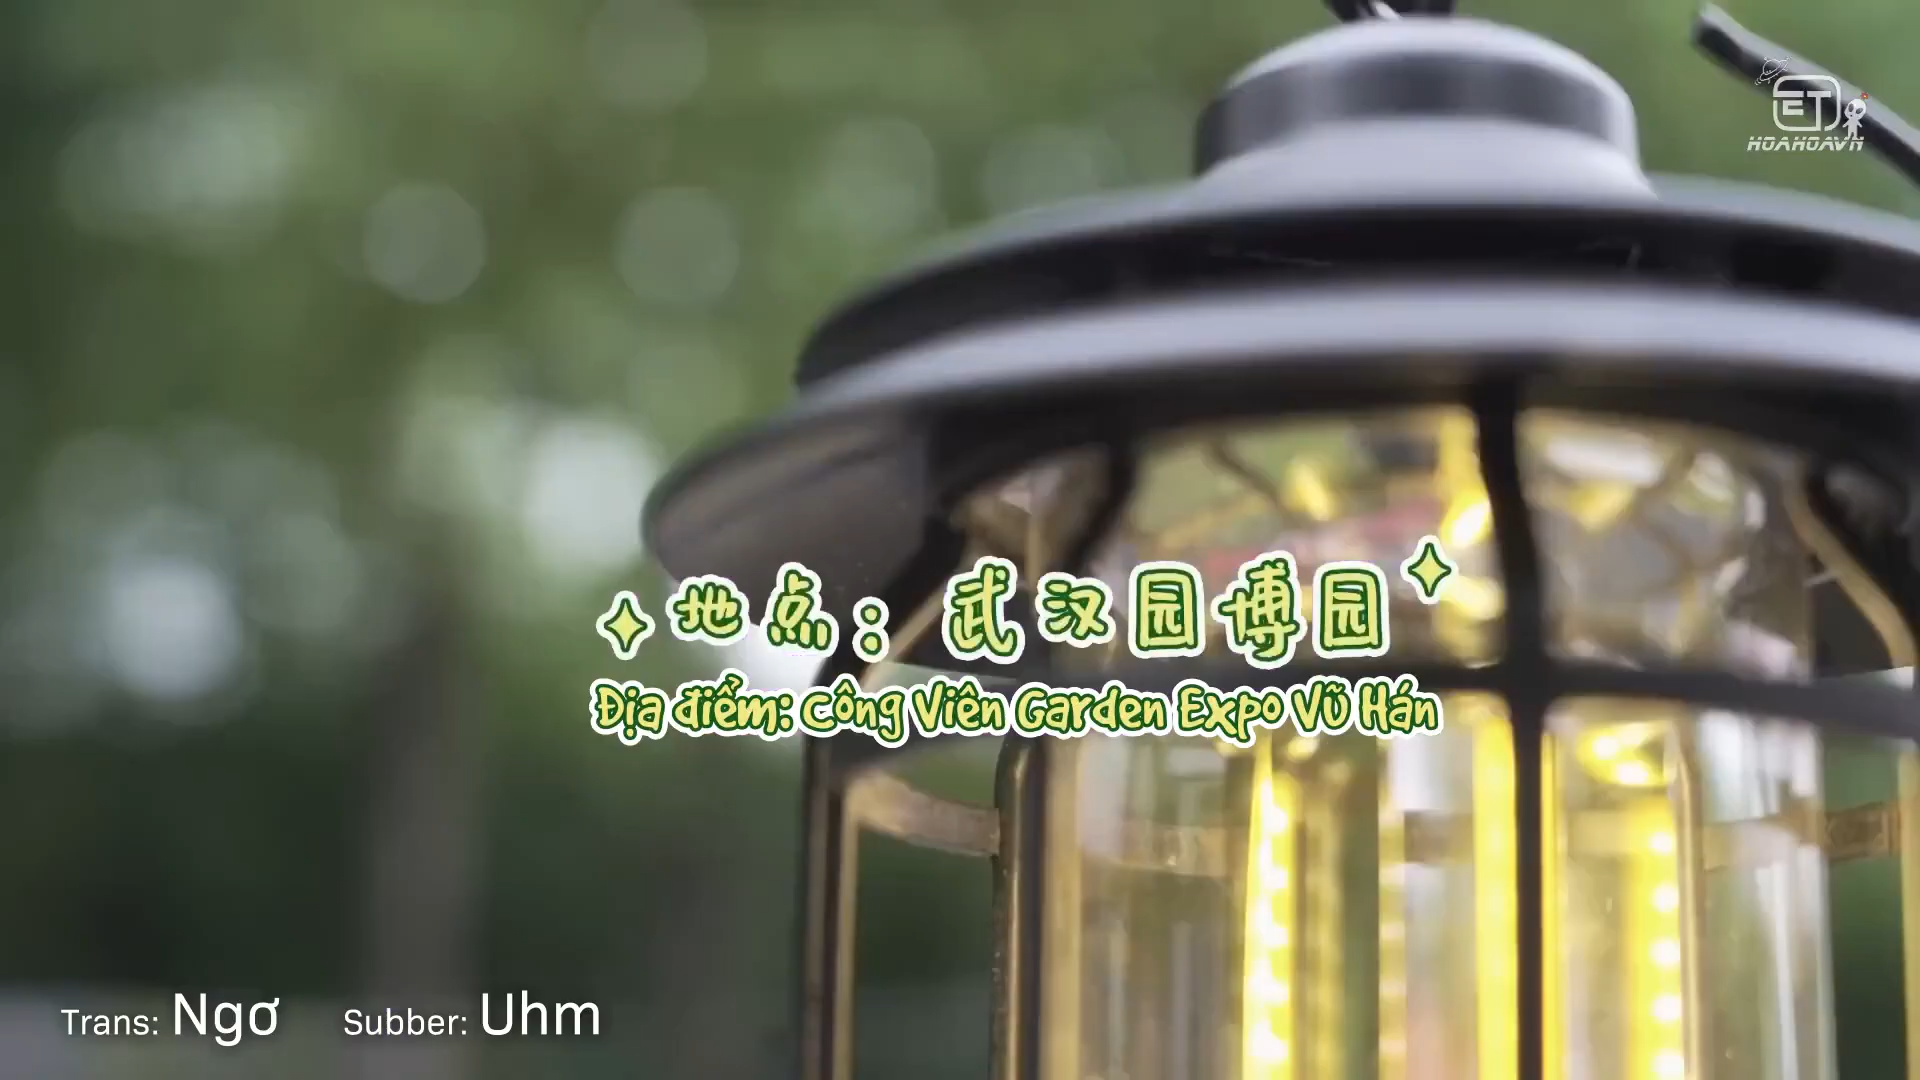 ET
HOAHOAVN
地点：武汉园博园
Địa điểm: Công Viên Garden Expo Vũ Hán
Trans: Ngơ Subber: Uhm